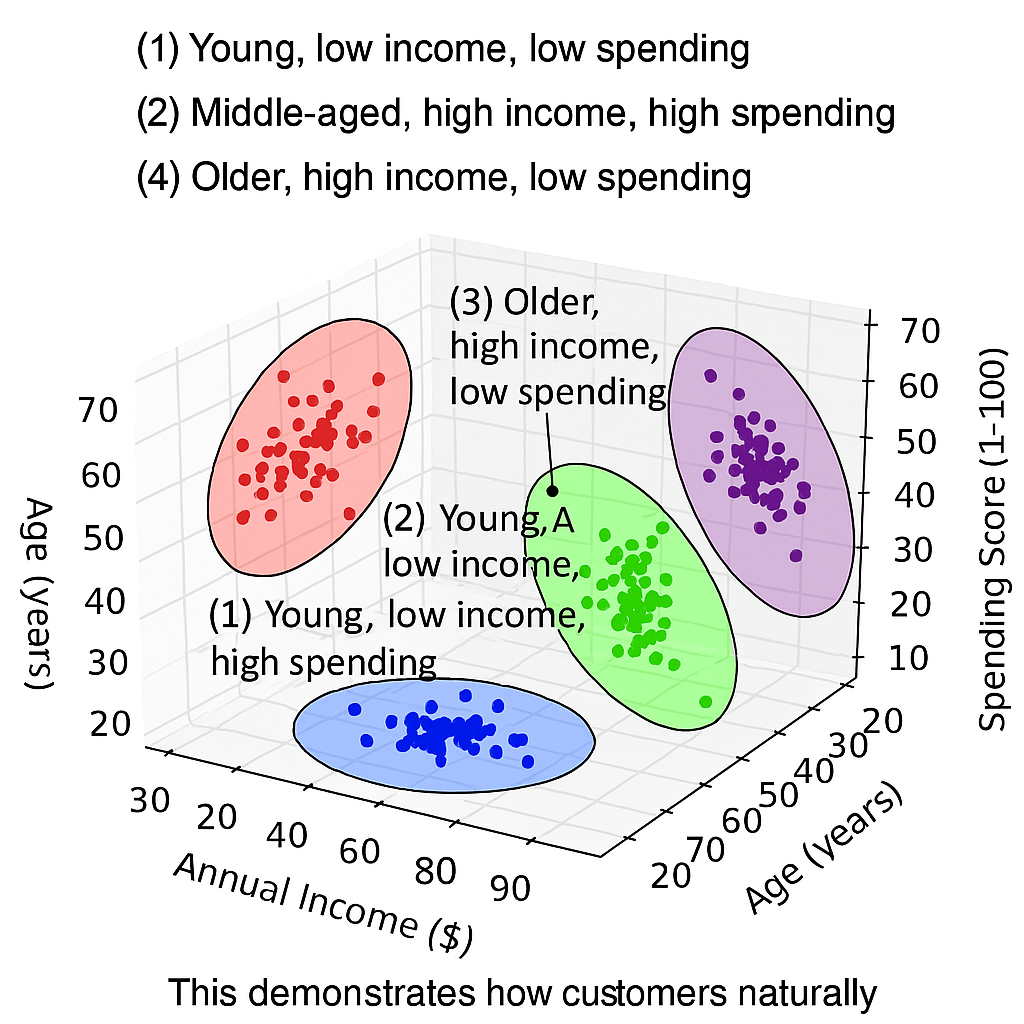 (1) Young, low income, low spending
(2) Middle-aged, high income, high srpending
(4) Older, high income, low spending
(3) Older,
high income,
low spending
(2) Young, A
low income,
(1) Young, low income,
high spending
Age (yeears)
70
60
50
40
30
20
70
60
50
40
30
20
10
Spending Score (1-100)
30
20
40
60
80
90
Annual Income ($)
20
70
60
50
40
30
20
Age (years)
This demonstrates how customers naturally